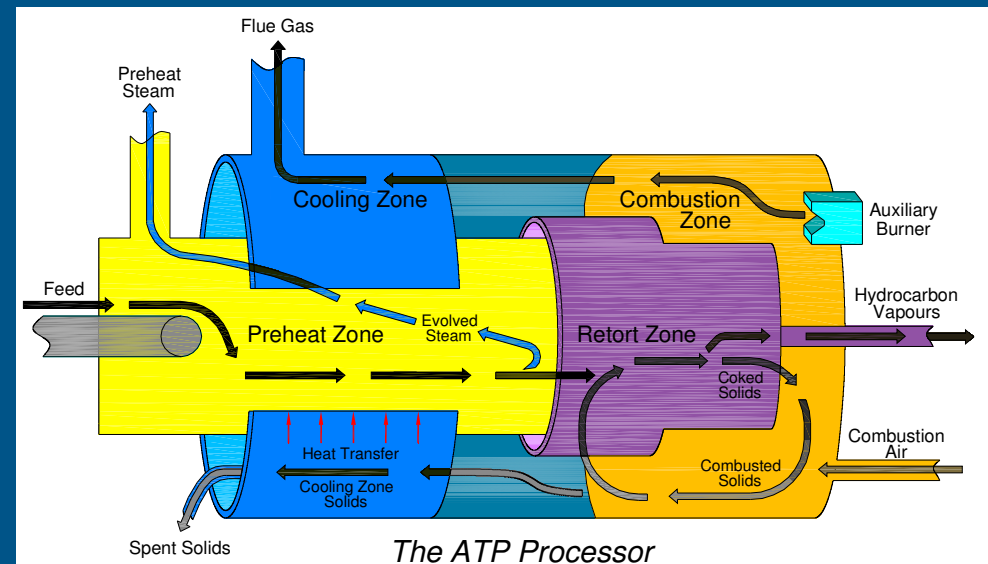 Flue Gas
Preheat
Steam
Cooling Zone
Combustion
Zone
Auxiliary
Burner
Feed
Hydrocarbon
Vapours
Evolved
Steam
Preheat Zone
Retort Zone
Coked
Solids
Heat Transfer
Cooling Zone
Solids
Combusted
Solids
Combustion
Air
Spent Solids
The ATP Processor